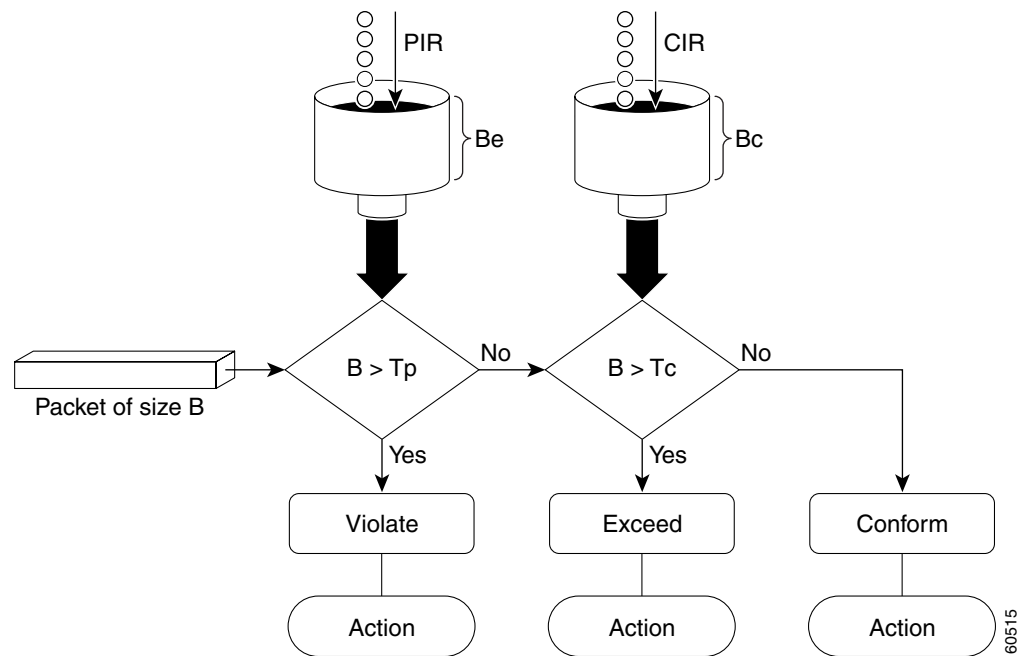 PIR
CIR
Be
Bc
B > Tp
No
B > Tc
No
Packet of size B
Yes
Yes
Violate
Exceed
Conform
Action
Action
Action
60515